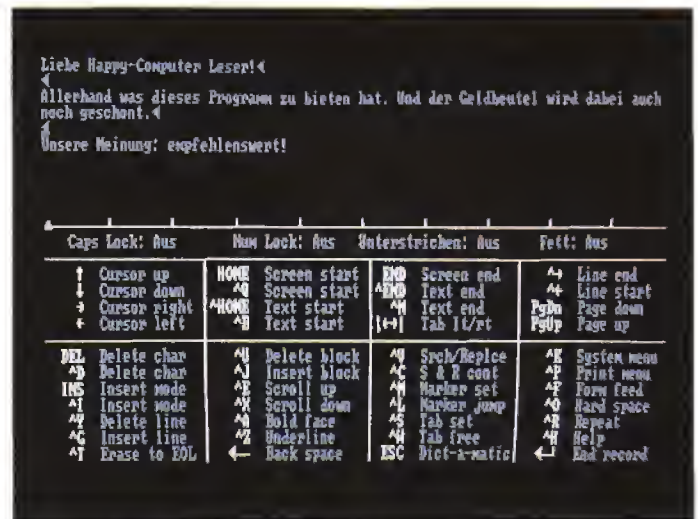 Liebe Happy-Computer Leser!
Allerhand was dieses Programm zu bieten hat. Und der Geldbeutel wird dabei auch
noch geschont.
Unsere Meinung: empfehlenswert!
Caps Lock: Aus Num Lock: Aus Unterstrichen: Aus Fett: Aus
↑ Cursor up HOME Screen start END Screen end ^→ Line end
↓ Cursor down ^Q Screen start ^END Text end ^← Line start
→ Cursor right ^HOME Text start Text end PgDn Page down
← Cursor left ^B Text start |↔| Tab lt/rt PgUp Page up
DEL Delete char ^U Delete block Srch/Replce ^K System menu
^D Delete char ^J Insert block ^C S & R cont ^P Print menu
INS Insert mode ^E Scroll up Marker set ^F Form feed
^I Insert mode ^X Scroll down ^L Marker Jump ^O Hard space
^Y Delete line Bold face ^S Tab set ^R Repeat
^G Insert line ^Z Underline Tab free ^H Help
^T Erase to EOL ← Back space ESC Dict-a-matic ↵ End record